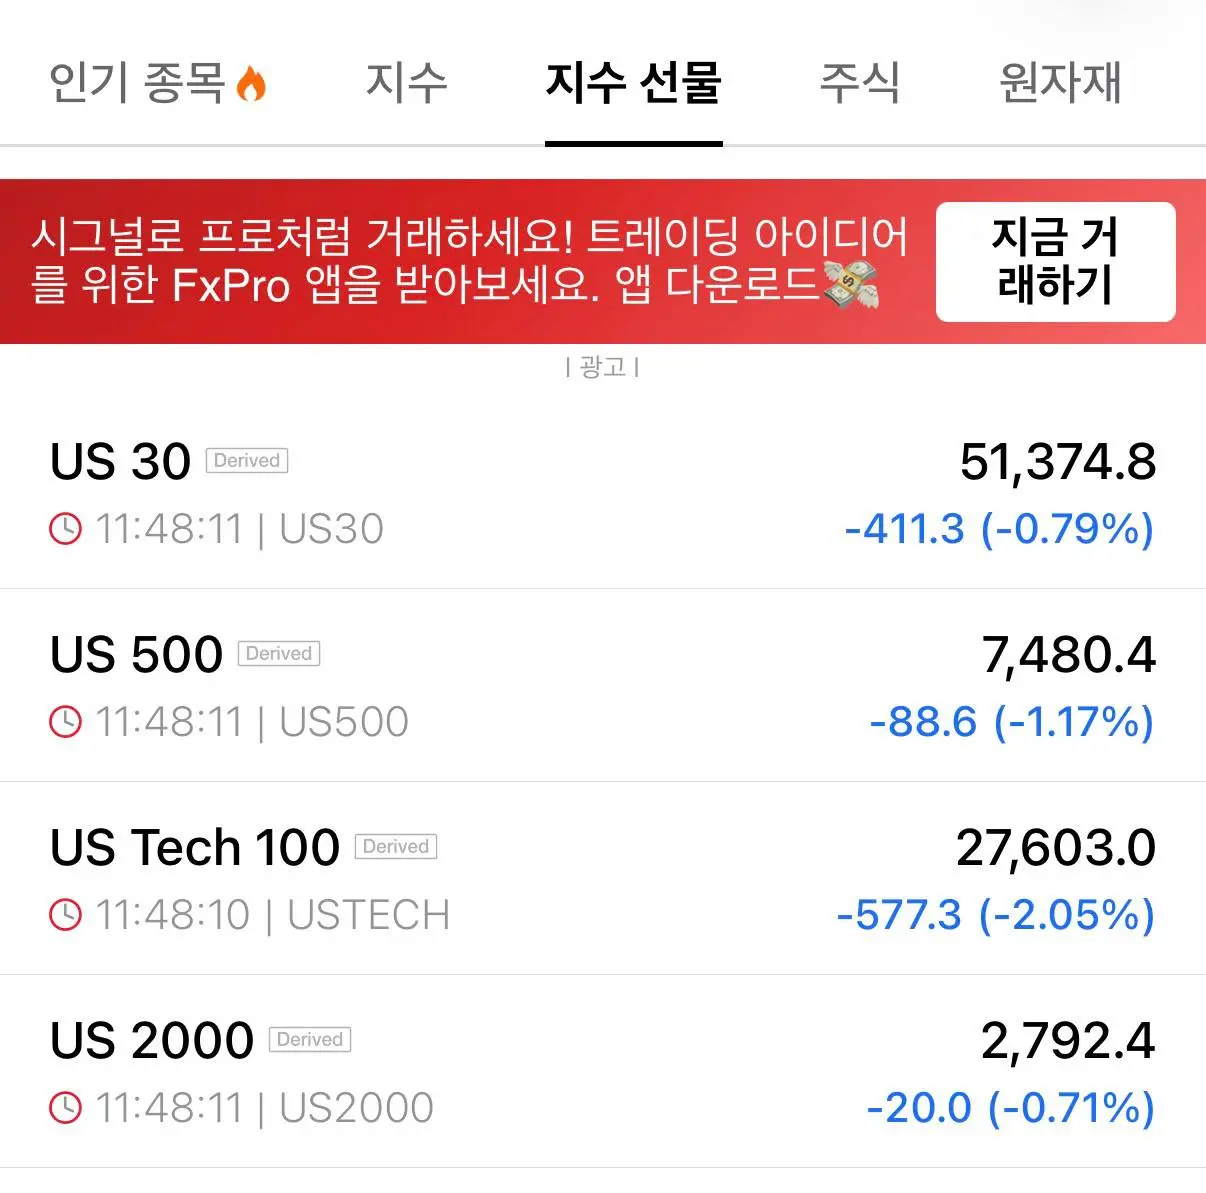 인기 종목🔥 지수 지수 선물 주식 원자재
시그널로 프로처럼 거래하세요! 트레이딩 아이디어
를 위한 FxPro 앱을 받아보세요. 앱 다운로드💸
지금 거
래하기
| 광고 |
US 30 Derived 51,374.8
11:48:11 | US30 -411.3 (-0.79%)
US 500 Derived 7,480.4
11:48:11 | US500 -88.6 (-1.17%)
US Tech 100 Derived 27,603.0
11:48:10 | USTECH -577.3 (-2.05%)
US 2000 Derived 2,792.4
11:48:11 | US2000 -20.0 (-0.71%)